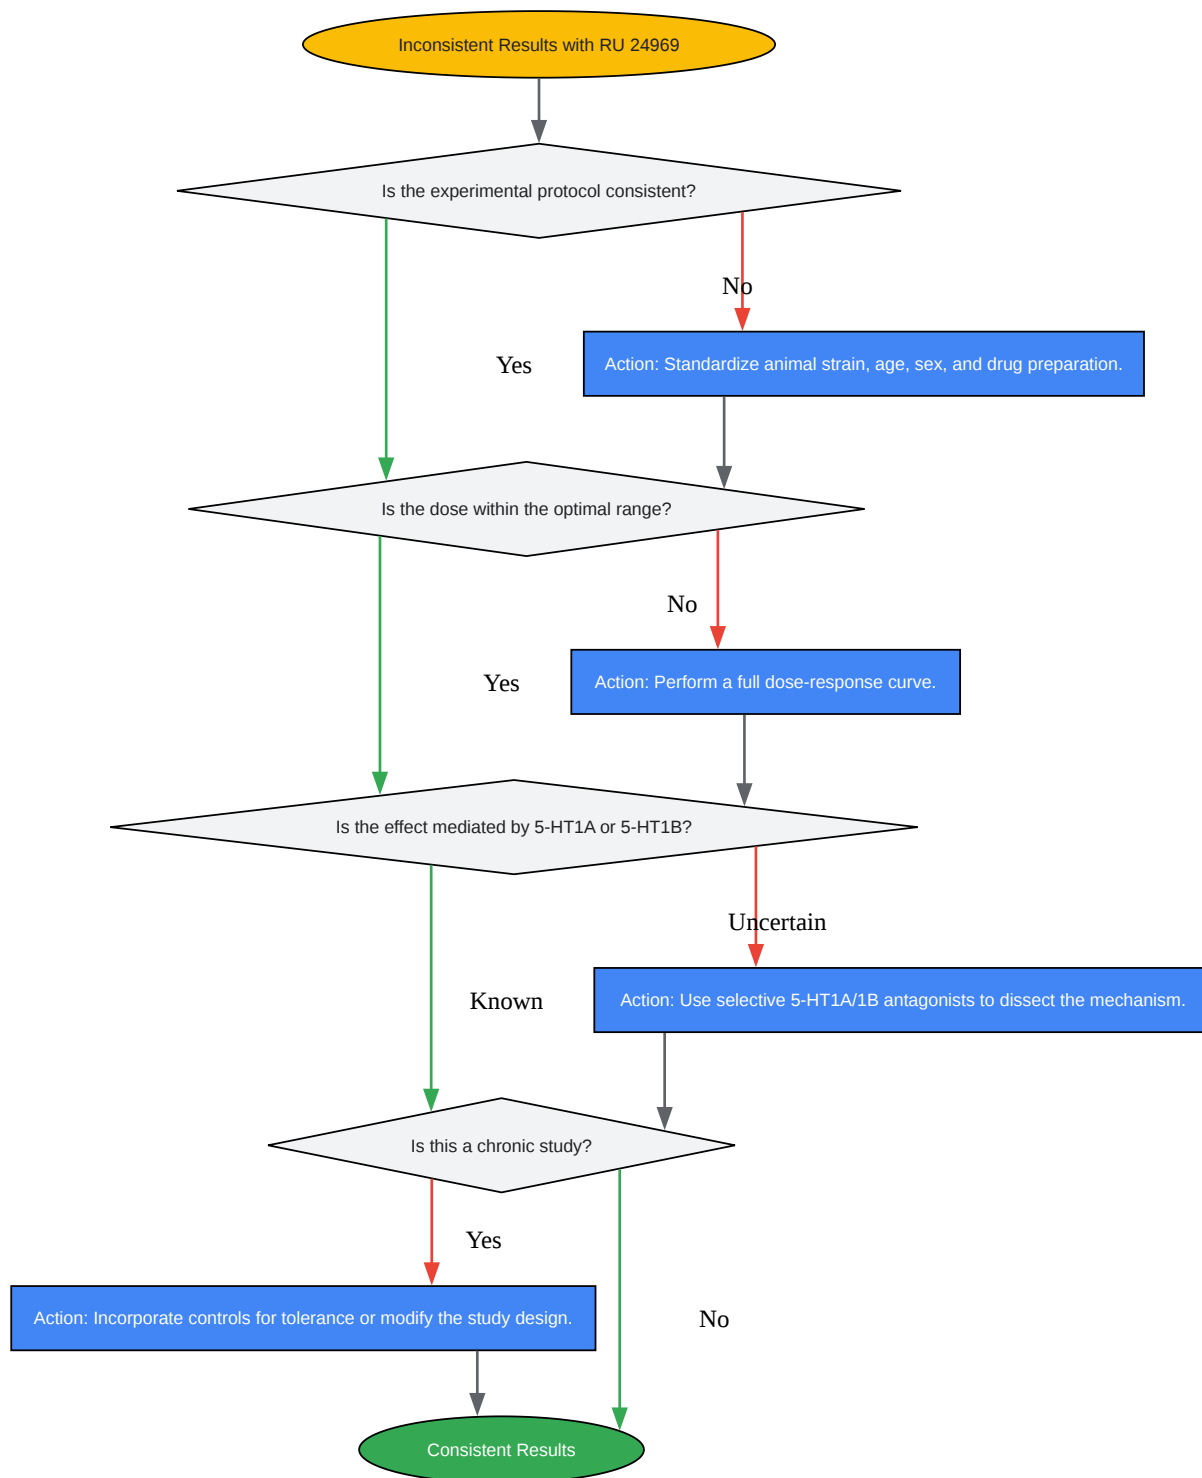 Inconsistent Results with RU 24969
Is the experimental protocol consistent?
No
Yes
Action: Standardize animal strain, age, sex, and drug preparation.
Is the dose within the optimal range?
No
Yes
Action: Perform a full dose-response curve.
Is the effect mediated by 5-HT1A or 5-HT1B?
Uncertain
Known
Action: Use selective 5-HT1A/1B antagonists to dissect the mechanism.
Is this a chronic study?
Yes
Action: Incorporate controls for tolerance or modify the study design.
No
Consistent Results